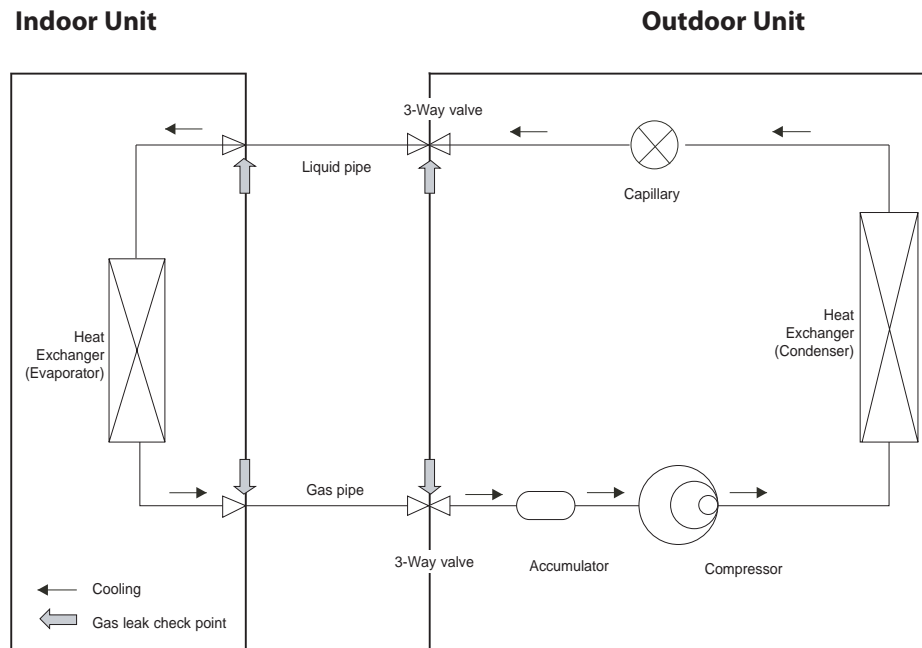 Indoor Unit
Outdoor Unit
3-Way valve
Liquid pipe
Capillary
Heat
Exchanger
(Evaporator)
Heat
Exchanger
(Condenser)
Gas pipe
3-Way valve
Accumulator
Compressor
Cooling
Gas leak check point